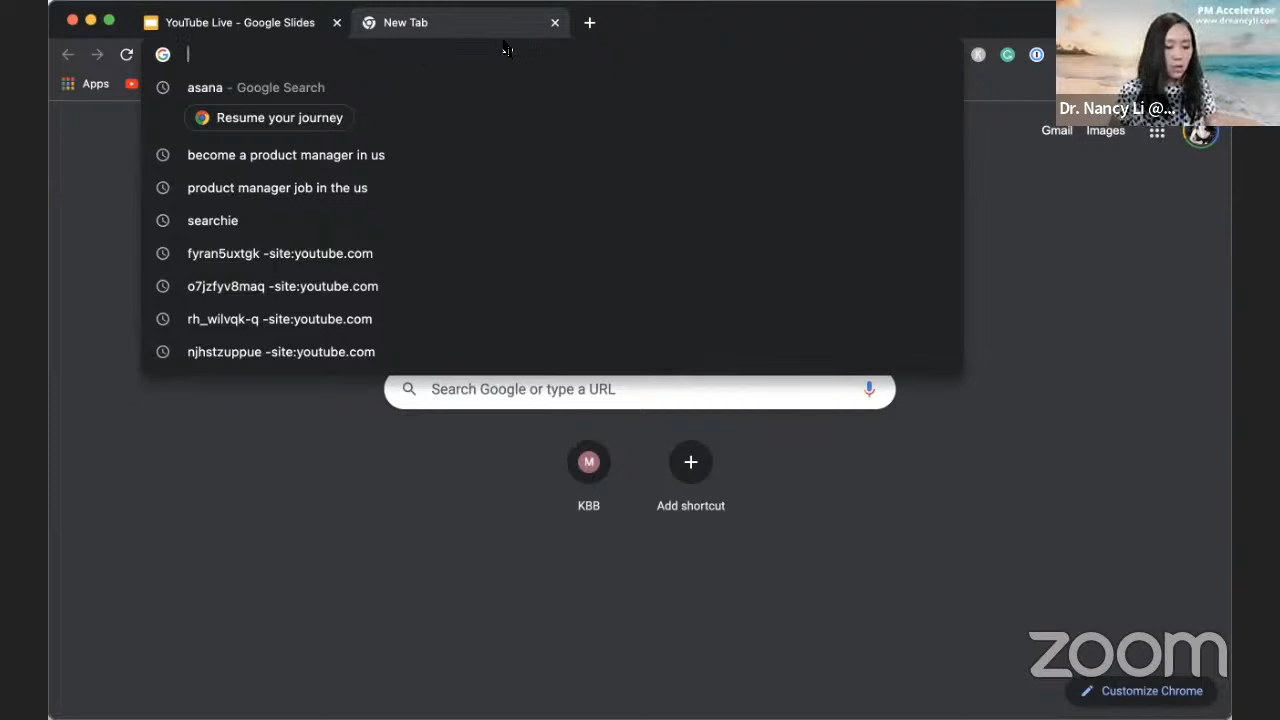 YouTube Live - Google Slides
New Tab
PM Accelerator
www.drnancyli.com
Apps
asana - Google Search
Resume your journey
Dr. Nancy Li @...
Gmail
Images
become a product manager in us
product manager job in the us
searchie
fyran5uxtgk -site:youtube.com
o7jzfyv8maq -site:youtube.com
rh_wilvqk-q -site:youtube.com
njhstzuppue -site:youtube.com
Search Google or type a URL
M
KBB
Add shortcut
zoom
Customize Chrome